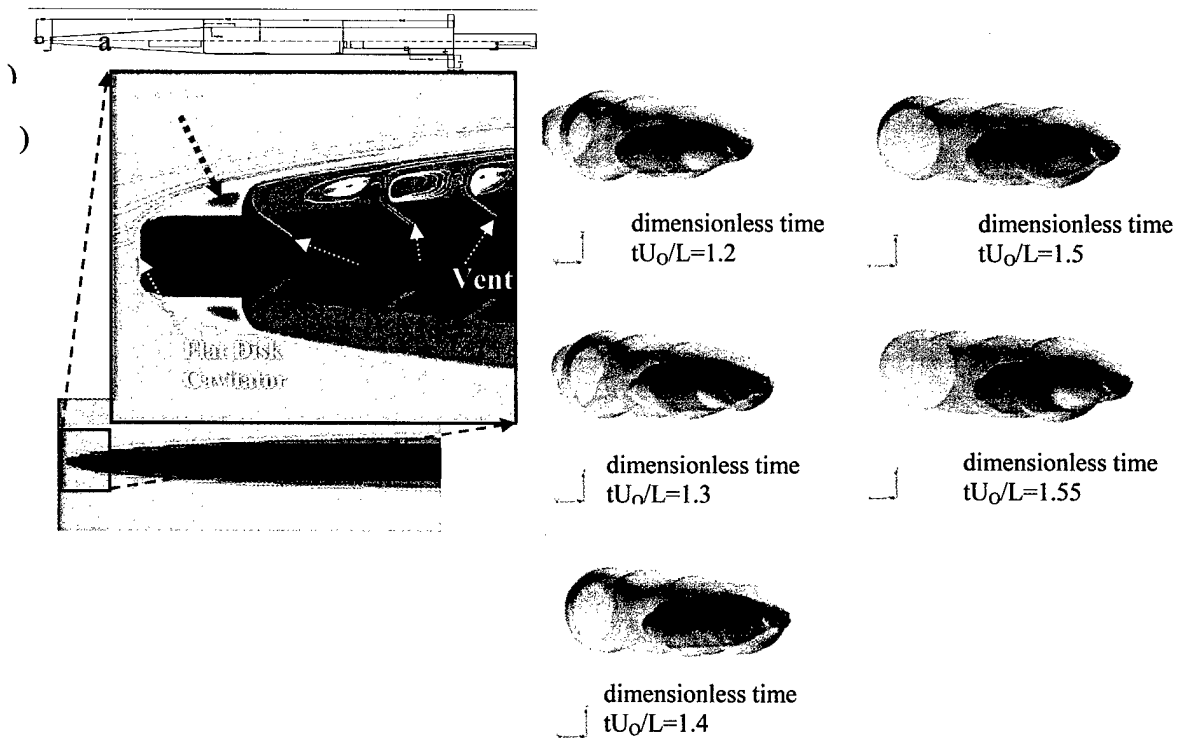 a
)
)
Vent
Flat Disk
Cavitator
dimensionless time
tU₀/L=1.2
dimensionless time
tU₀/L=1.5
dimensionless time
tU₀/L=1.3
dimensionless time
tU₀/L=1.55
dimensionless time
tU₀/L=1.4